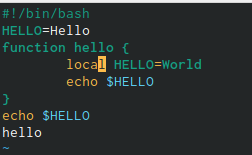 #!/bin/bash
HELLO=Hello
function hello {
        local HELLO=World
        echo $HELLO
}
echo $HELLO
hello
~